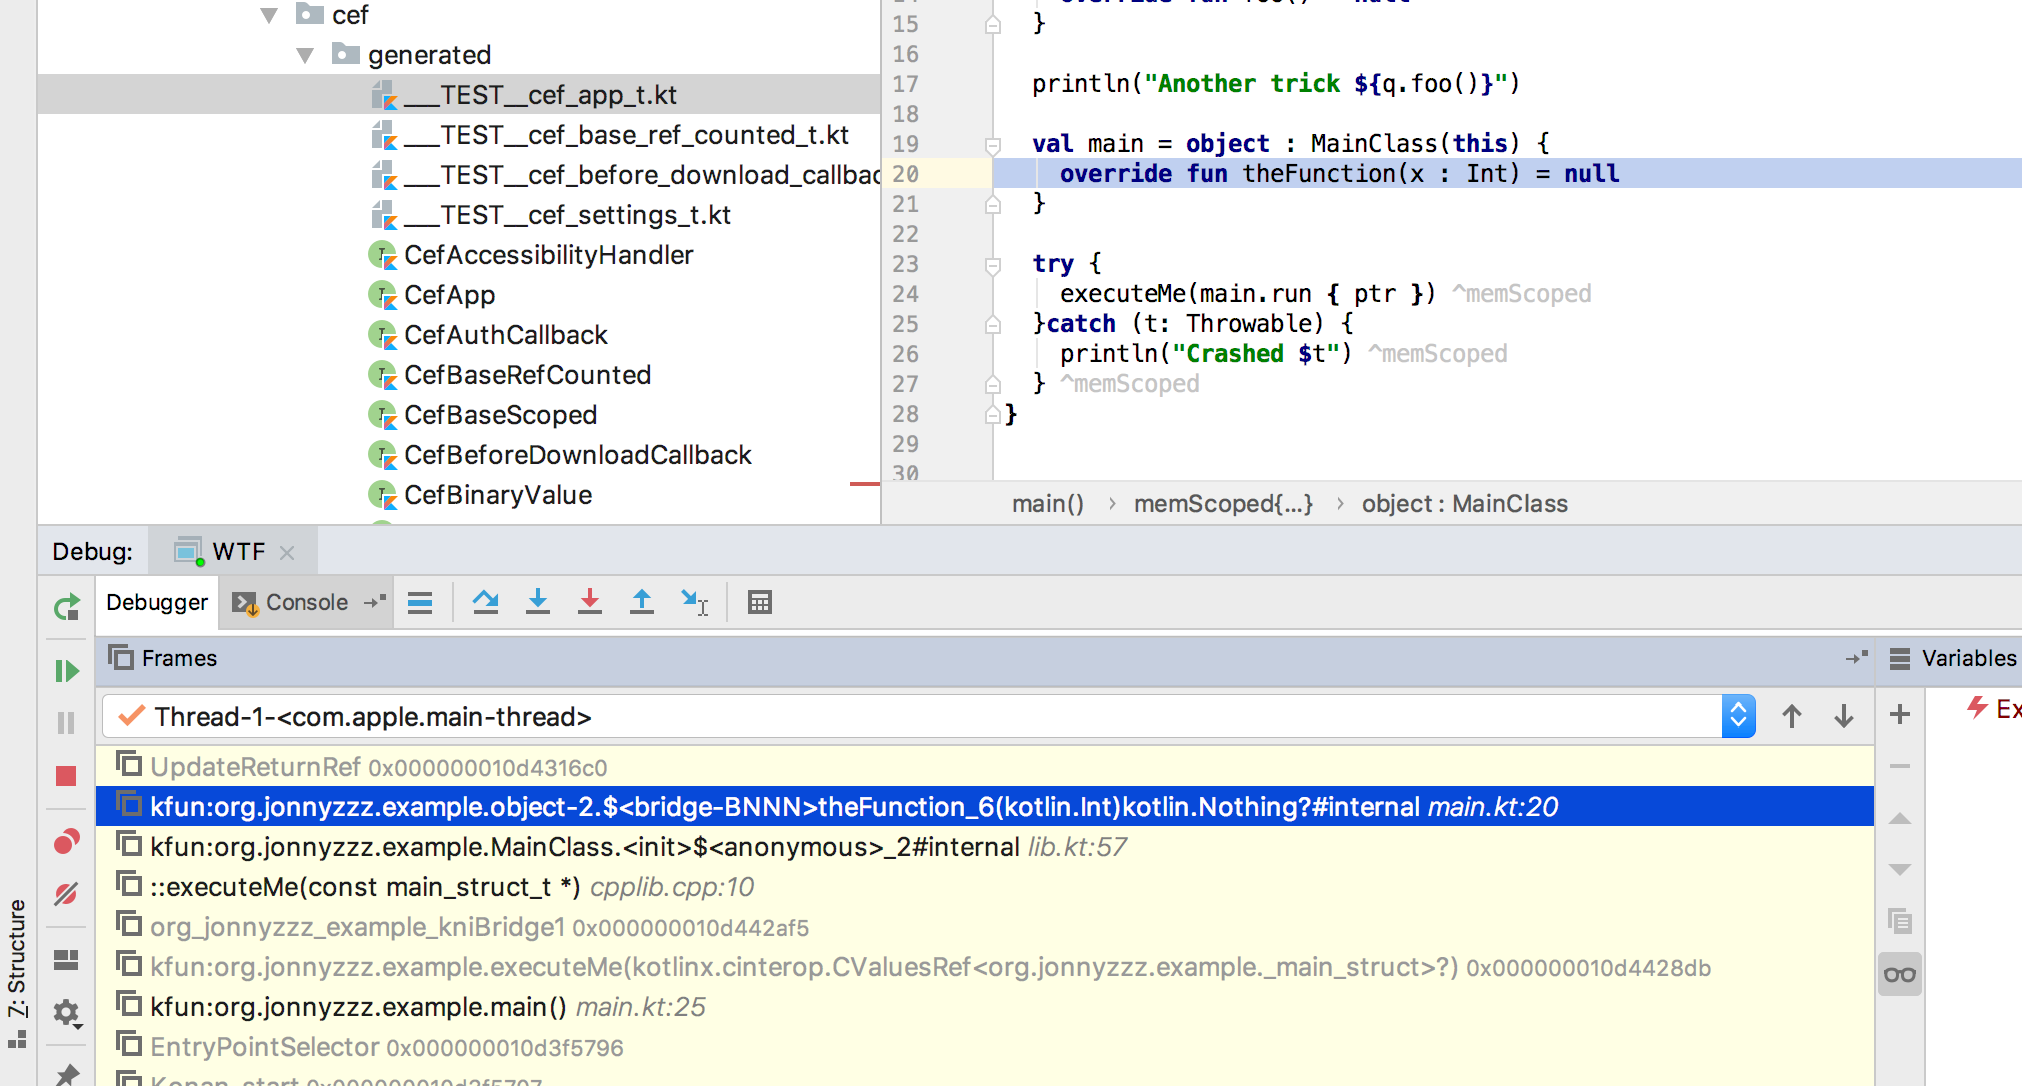 cef
generated
___TEST__cef_app_t.kt
___TEST__cef_base_ref_counted_t.kt
___TEST__cef_before_download_callbac
___TEST__cef_settings_t.kt
CefAccessibilityHandler
CefApp
CefAuthCallback
CefBaseRefCounted
CefBaseScoped
CefBeforeDownloadCallback
CefBinaryValue
15 }
16
17 println("Another trick ${q.foo()}")
18
19 val main = object : MainClass(this) {
20 override fun theFunction(x : Int) = null
21 }
22
23 try {
24 executeMe(main.run { ptr }) ^memScoped
25 }catch (t: Throwable) {
26 println("Crashed $t") ^memScoped
27 } ^memScoped
28 }
29
30
main() › memScoped{...} › object : MainClass
Debug: WTF
Debugger Console
Frames Variables
Thread-1-<com.apple.main-thread>
Ex
UpdateReturnRef 0x000000010d4316c0
kfun:org.jonnyzzz.example.object-2.$<bridge-BNNN>theFunction_6(kotlin.Int)kotlin.Nothing?#internal main.kt:20
kfun:org.jonnyzzz.example.MainClass.<init>$<anonymous>_2#internal lib.kt:57
::executeMe(const main_struct_t *) cpplib.cpp:10
org_jonnyzzz_example_kniBridge1 0x000000010d442af5
kfun:org.jonnyzzz.example.executeMe(kotlinx.cinterop.CValuesRef<org.jonnyzzz.example._main_struct>?) 0x000000010d4428db
kfun:org.jonnyzzz.example.main() main.kt:25
EntryPointSelector 0x000000010d3f5796
7: Structure